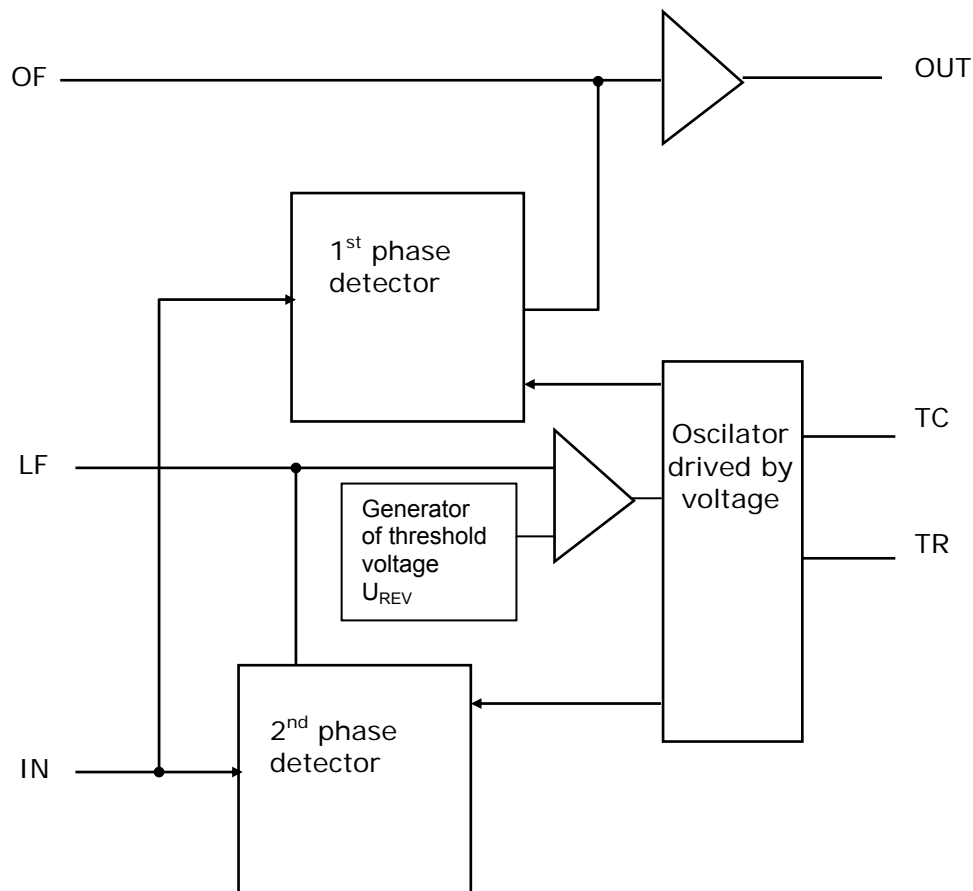 OF
OUT
1st phase
detector
TC
Oscilator
drived by
voltage
LF
Generator
of threshold
voltage
UREV
TR
2nd phase
detector
IN